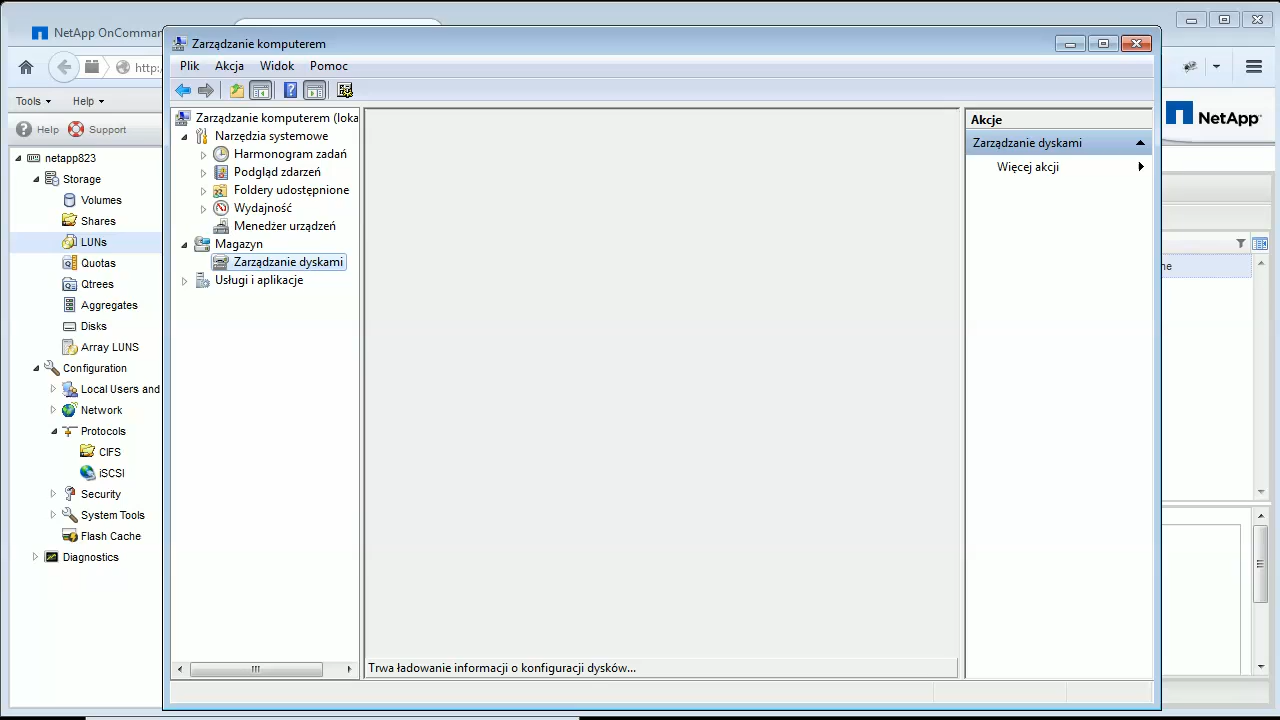 NetApp OnComman
Zarządzanie komputerem
Plik Akcja Widok Pomoc
http:
Tools Help
Help Support
NetApp
netapp823
Storage
Volumes
Shares
LUNs
Quotas
Qtrees
Aggregates
Disks
Array LUNS
Configuration
Local Users and
Network
Protocols
CIFS
iSCSI
Security
System Tools
Flash Cache
Diagnostics
Zarządzanie komputerem (loka
Narzędzia systemowe
Harmonogram zadań
Podgląd zdarzeń
Foldery udostępnione
Wydajność
Menedżer urządzeń
Magazyn
Zarządzanie dyskami
Usługi i aplikacje
Trwa ładowanie informacji o konfiguracji dysków...
Akcje
Zarządzanie dyskami
Więcej akcji
ne